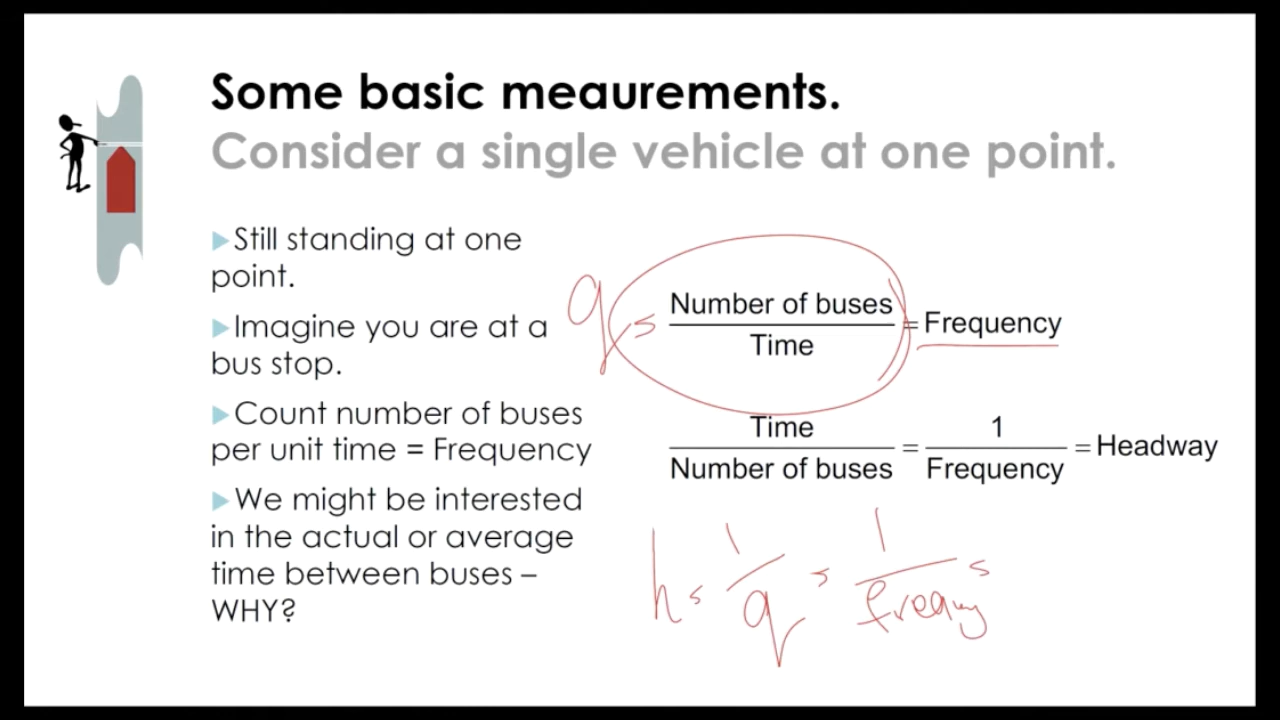 Some basic meaurements.
Consider a single vehicle at one point.
▶Still standing at one
point.
▶Imagine you are at a
bus stop.
▶Count number of buses
per unit time = Frequency
▶We might be interested
in the actual or average
time between buses –
WHY?
q =
Number of buses
Time
= Frequency
Time
Number of buses
=
1
Frequency
= Headway
h =
1
q
=
1